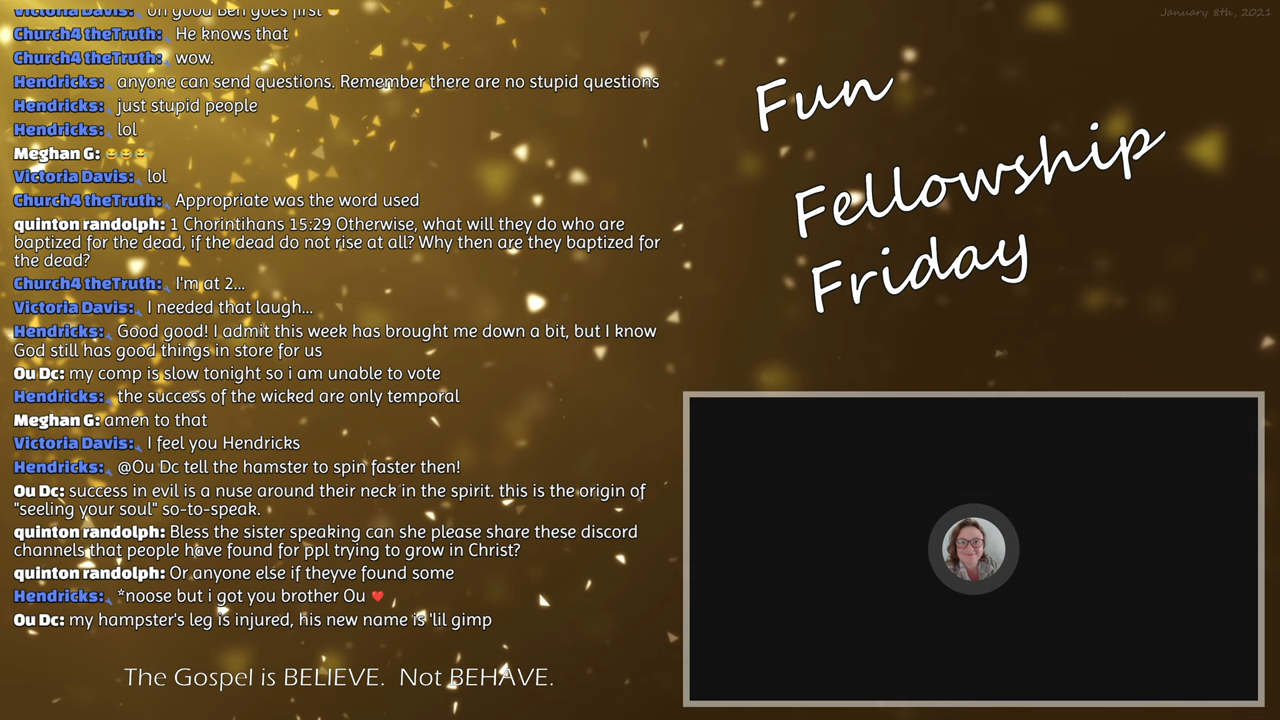 Victoria Davis: oh good Ben goes first
Church4 theTruth: He knows that
Church4 theTruth: wow.
Hendricks: anyone can send questions. Remember there are no stupid questions
Hendricks: just stupid people
Hendricks: lol
Meghan G: 😂😂😂
Victoria Davis: lol
Church4 theTruth: Appropriate was the word used
quinton randolph: 1 Chorintihans 15:29 Otherwise, what will they do who are
baptized for the dead, if the dead do not rise at all? Why then are they baptized for
the dead?
Church4 theTruth: I'm at 2...
Victoria Davis: I needed that laugh...
Hendricks: Good good! I admit this week has brought me down a bit, but I know
God still has good things in store for us
Ou Dc: my comp is slow tonight so i am unable to vote
Hendricks: the success of the wicked are only temporal
Meghan G: amen to that
Victoria Davis: I feel you Hendricks
Hendricks: @Ou Dc tell the hamster to spin faster then!
Ou Dc: success in evil is a nuse around their neck in the spirit. this is the origin of
"seeling your soul" so-to-speak.
quinton randolph: Bless the sister speaking can she please share these discord
channels that people have found for ppl trying to grow in Christ?
quinton randolph: Or anyone else if theyve found some
Hendricks: *noose but i got you brother Ou ❤️
Ou Dc: my hampster's leg is injured, his new name is 'lil gimp
The Gospel is BELIEVE. Not BEHAVE.
January 8th, 2021
Fun
Fellowship
Friday